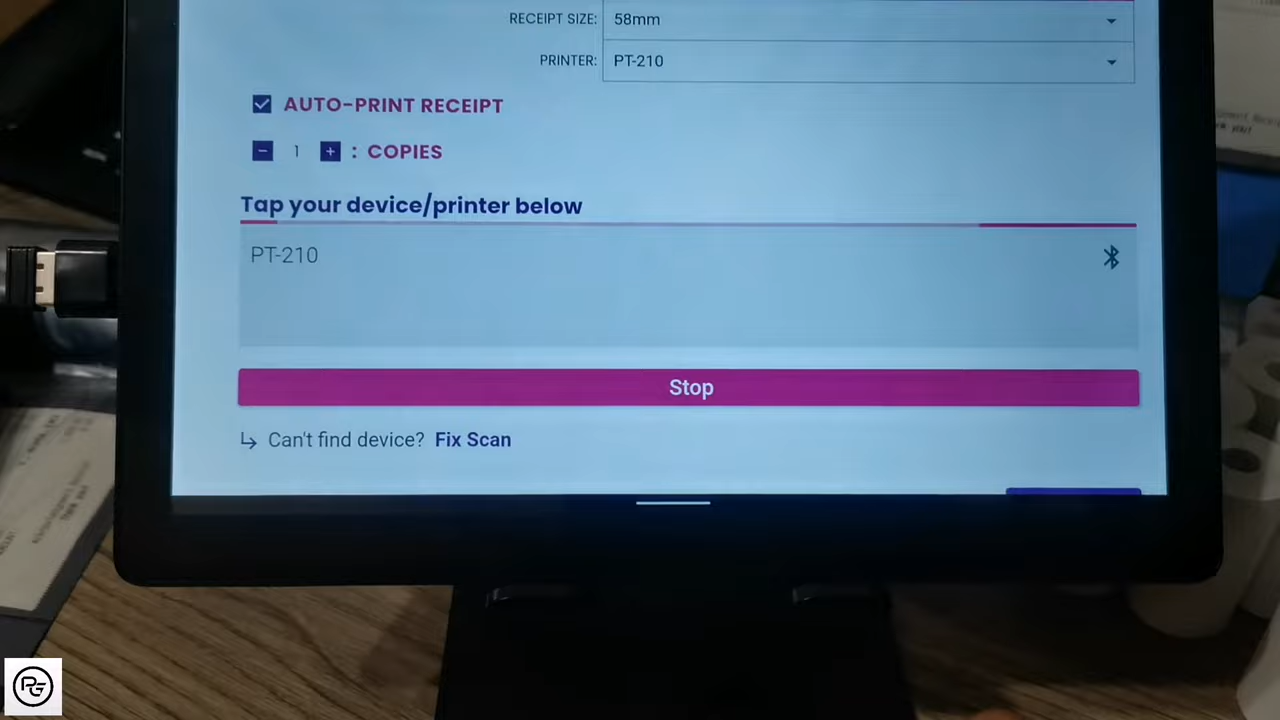 RECEIPT SIZE: 58mm
PRINTER: PT-210
AUTO-PRINT RECEIPT
− 1 + : COPIES
Tap your device/printer below
PT-210
Stop
Can't find device? Fix Scan
PG